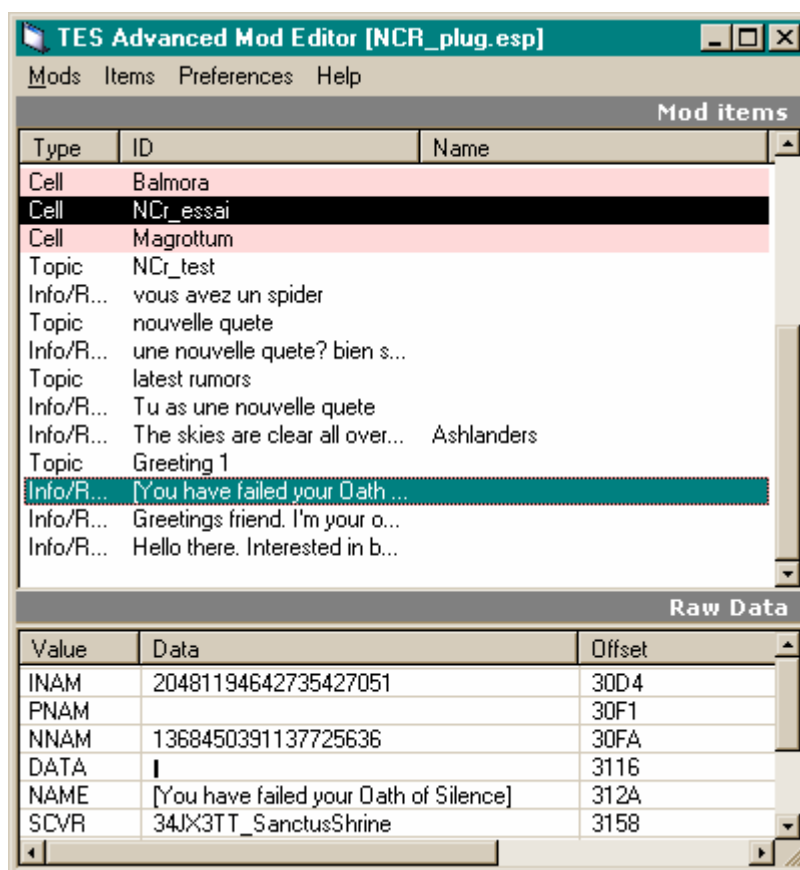 TES Advanced Mod Editor [NCR_plug.esp]
Mods Items Preferences Help
Mod items
Type ID Name
Cell Balmora
Cell NCr_essai
Cell Magrottum
Topic NCr_test
Info/R... vous avez un spider
Topic nouvelle quete
Info/R... une nouvelle quete? bien s...
Topic latest rumors
Info/R... Tu as une nouvelle quete
Info/R... The skies are clear all over... Ashlanders
Topic Greeting 1
Info/R... [You have failed your Oath ...
Info/R... Greetings friend. I'm your o...
Info/R... Hello there. Interested in b...
Raw Data
Value Data Offset
INAM 20481194642735427051 30D4
PNAM 30F1
NNAM 1368450391137725636 30FA
DATA 3116
NAME [You have failed your Oath of Silence] 312A
SCVR 34JX3TT_SanctusShrine 3158